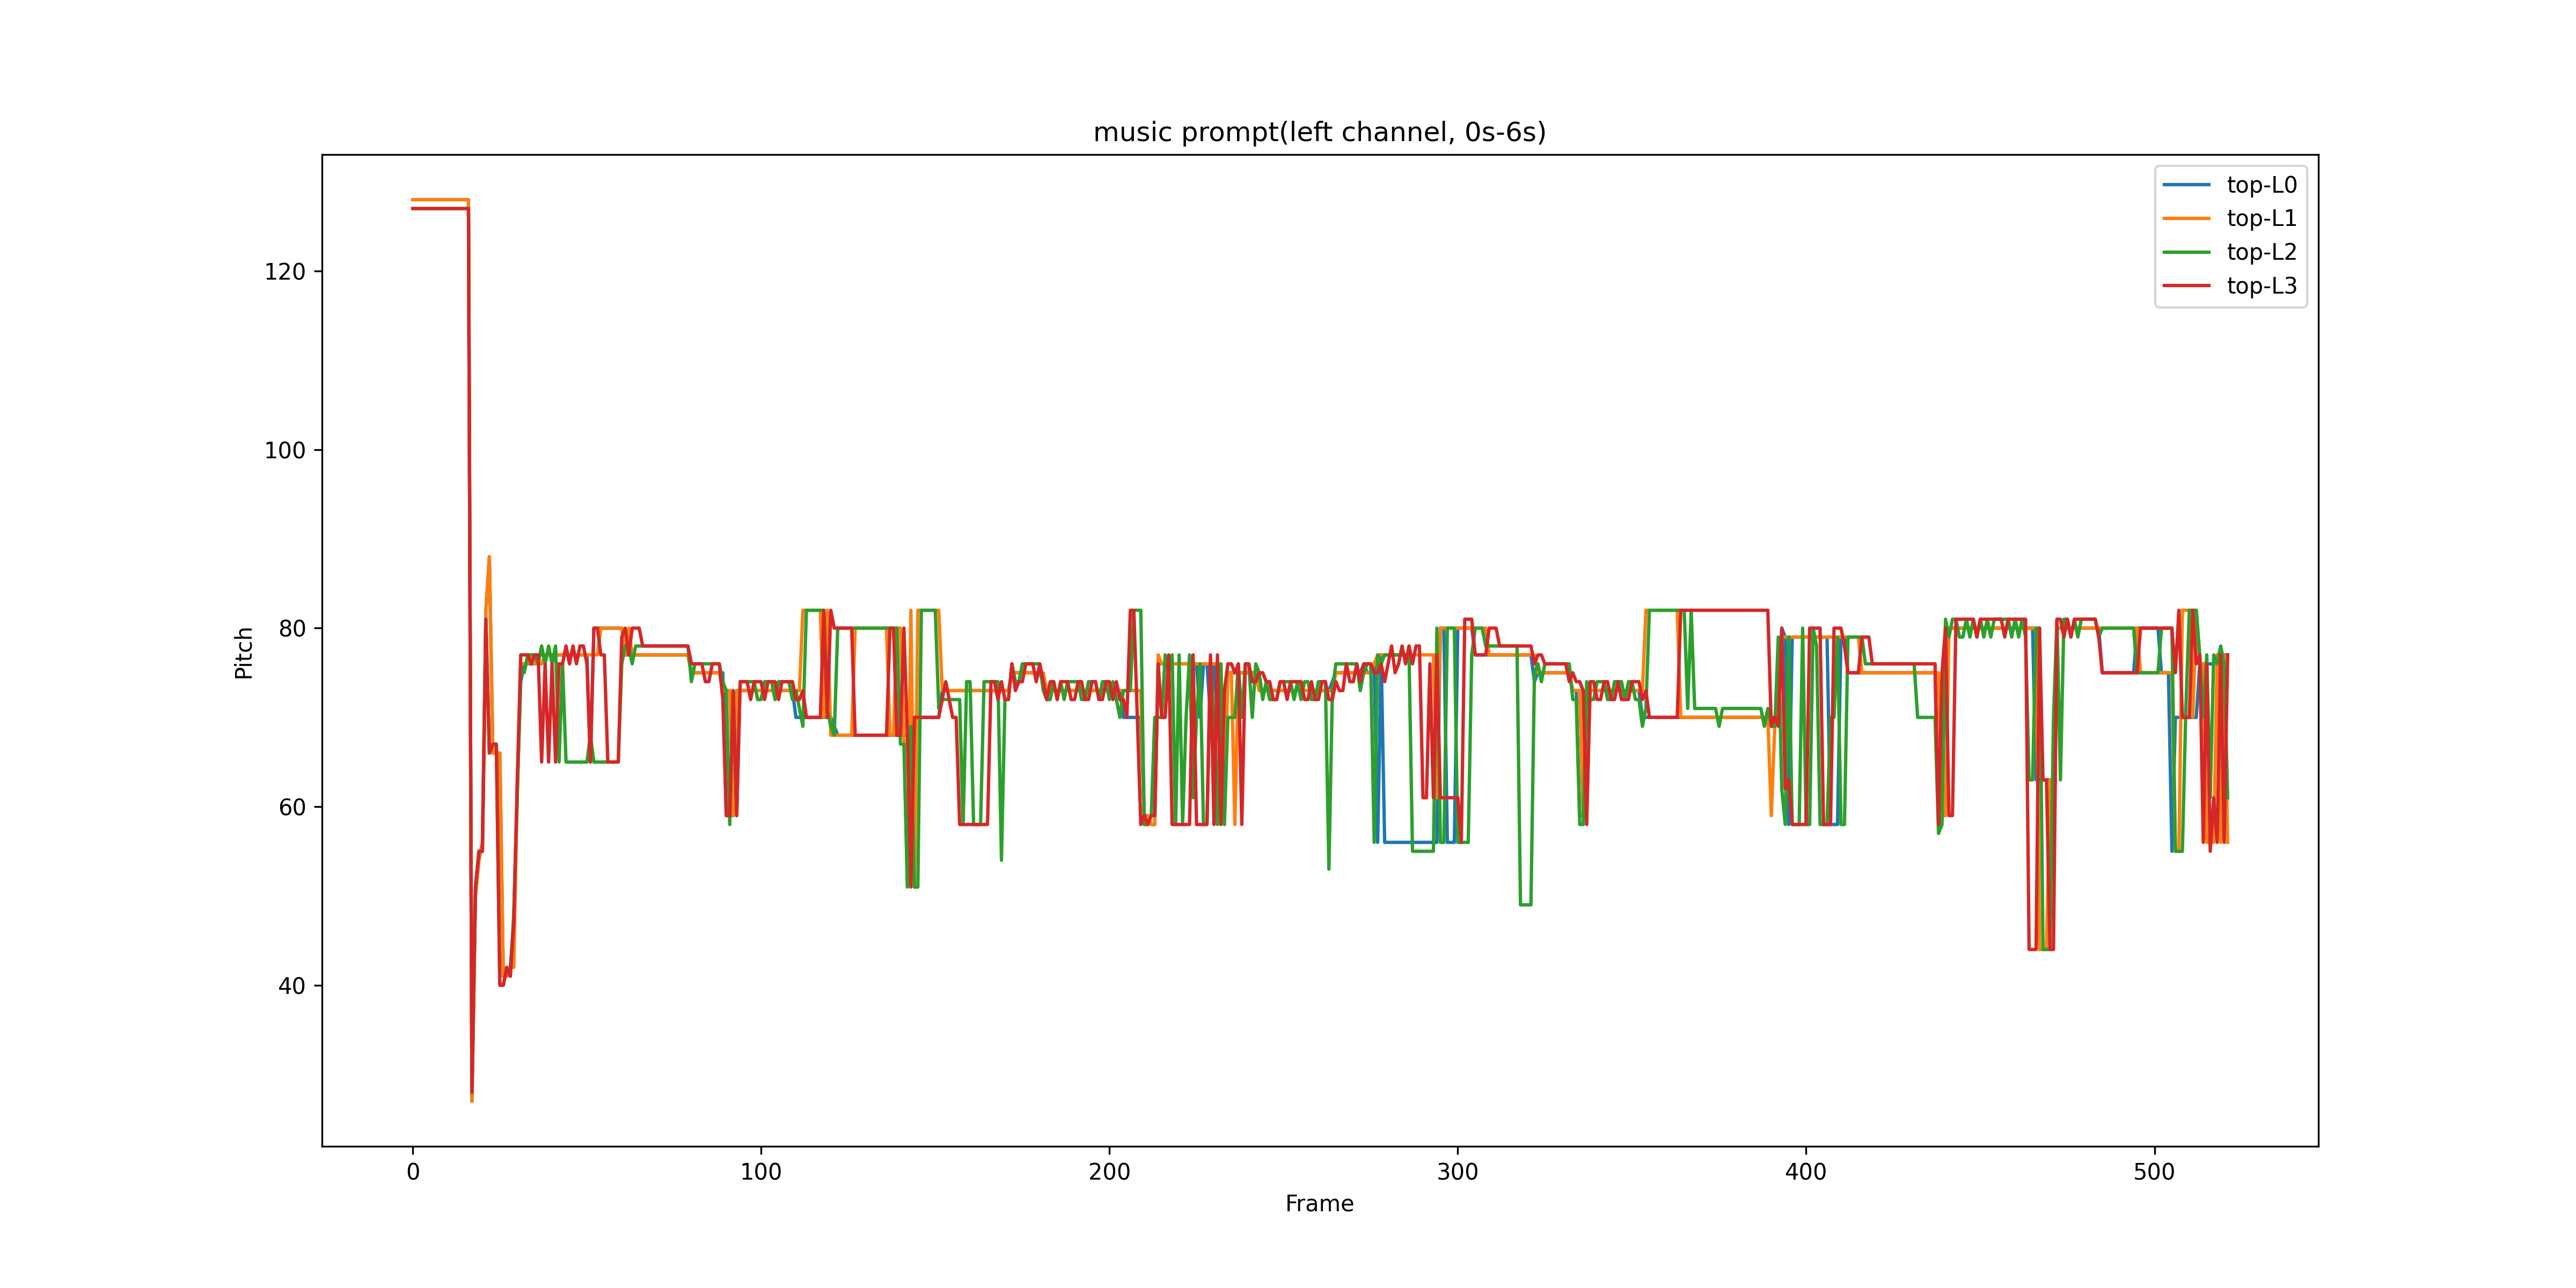 music prompt(left channel, 0s-6s)
top-L0
top-L1
top-L2
top-L3
120
100
80
60
40
Pitch
0 100 200 300 400 500
Frame